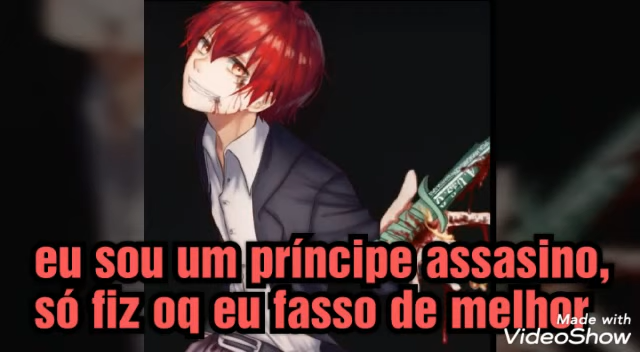 eu sou um príncipe assasino,
só fiz oq eu fasso de melhor
Made with
VideoShow